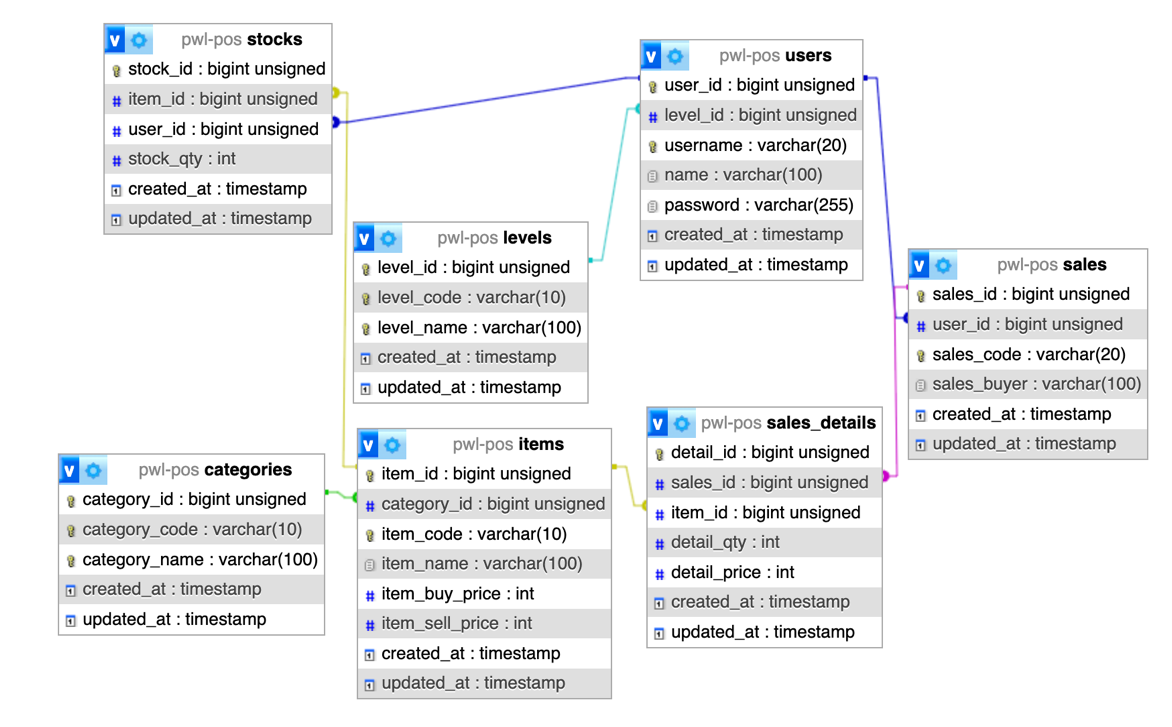 v pwl-pos stocks
stock_id : bigint unsigned
item_id : bigint unsigned
user_id : bigint unsigned
stock_qty : int
created_at : timestamp
updated_at : timestamp
v pwl-pos users
user_id : bigint unsigned
level_id : bigint unsigned
username : varchar(20)
name : varchar(100)
password : varchar(255)
created_at : timestamp
updated_at : timestamp
v pwl-pos levels
level_id : bigint unsigned
level_code : varchar(10)
level_name : varchar(100)
created_at : timestamp
updated_at : timestamp
v pwl-pos sales
sales_id : bigint unsigned
user_id : bigint unsigned
sales_code : varchar(20)
sales_buyer : varchar(100)
created_at : timestamp
updated_at : timestamp
v pwl-pos categories
category_id : bigint unsigned
category_code : varchar(10)
category_name : varchar(100)
created_at : timestamp
updated_at : timestamp
v pwl-pos items
item_id : bigint unsigned
category_id : bigint unsigned
item_code : varchar(10)
item_name : varchar(100)
item_buy_price : int
item_sell_price : int
created_at : timestamp
updated_at : timestamp
v pwl-pos sales_details
detail_id : bigint unsigned
sales_id : bigint unsigned
item_id : bigint unsigned
detail_qty : int
detail_price : int
created_at : timestamp
updated_at : timestamp